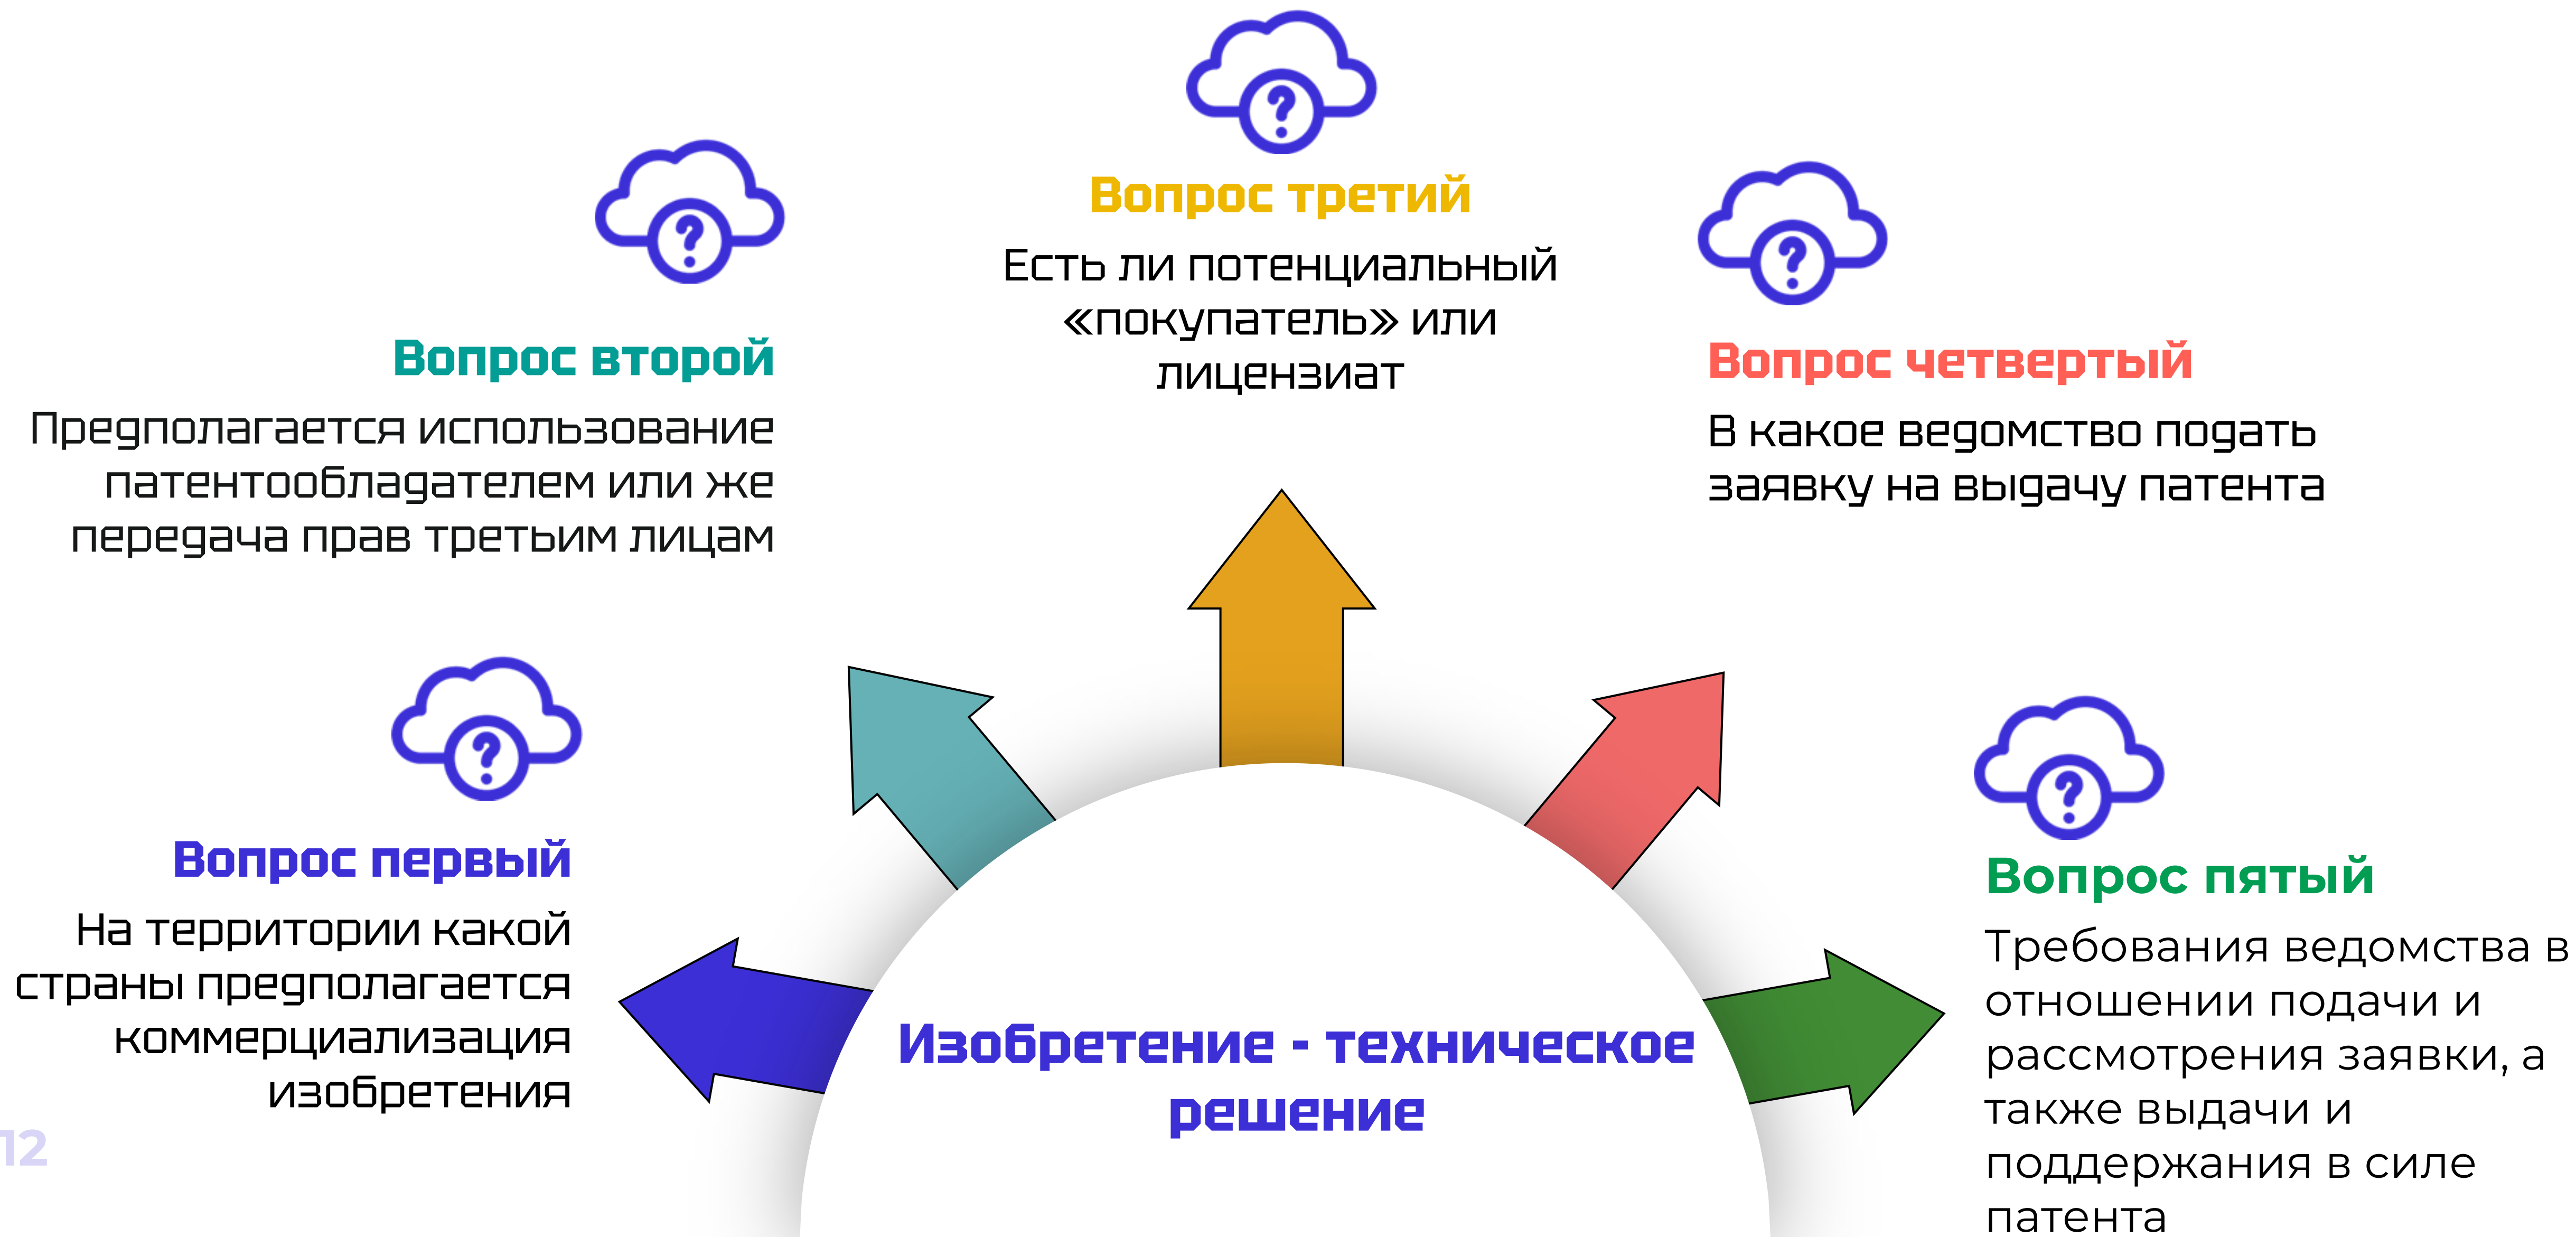 Вопрос третий
Есть ли потенциальный
«покупатель» или
лицензиат
Вопрос второй
Предполагается использование
патентообладателем или же
передача прав третьим лицам
Вопрос четвертый
В какое ведомство подать
заявку на выдачу патента
Вопрос первый
На территории какой
страны предполагается
коммерциализация
изобретения
Вопрос пятый
Требования ведомства в
отношении подачи и
рассмотрения заявки, а
также выдачи и
поддержания в силе
патента
Изобретение - техническое
решение
12